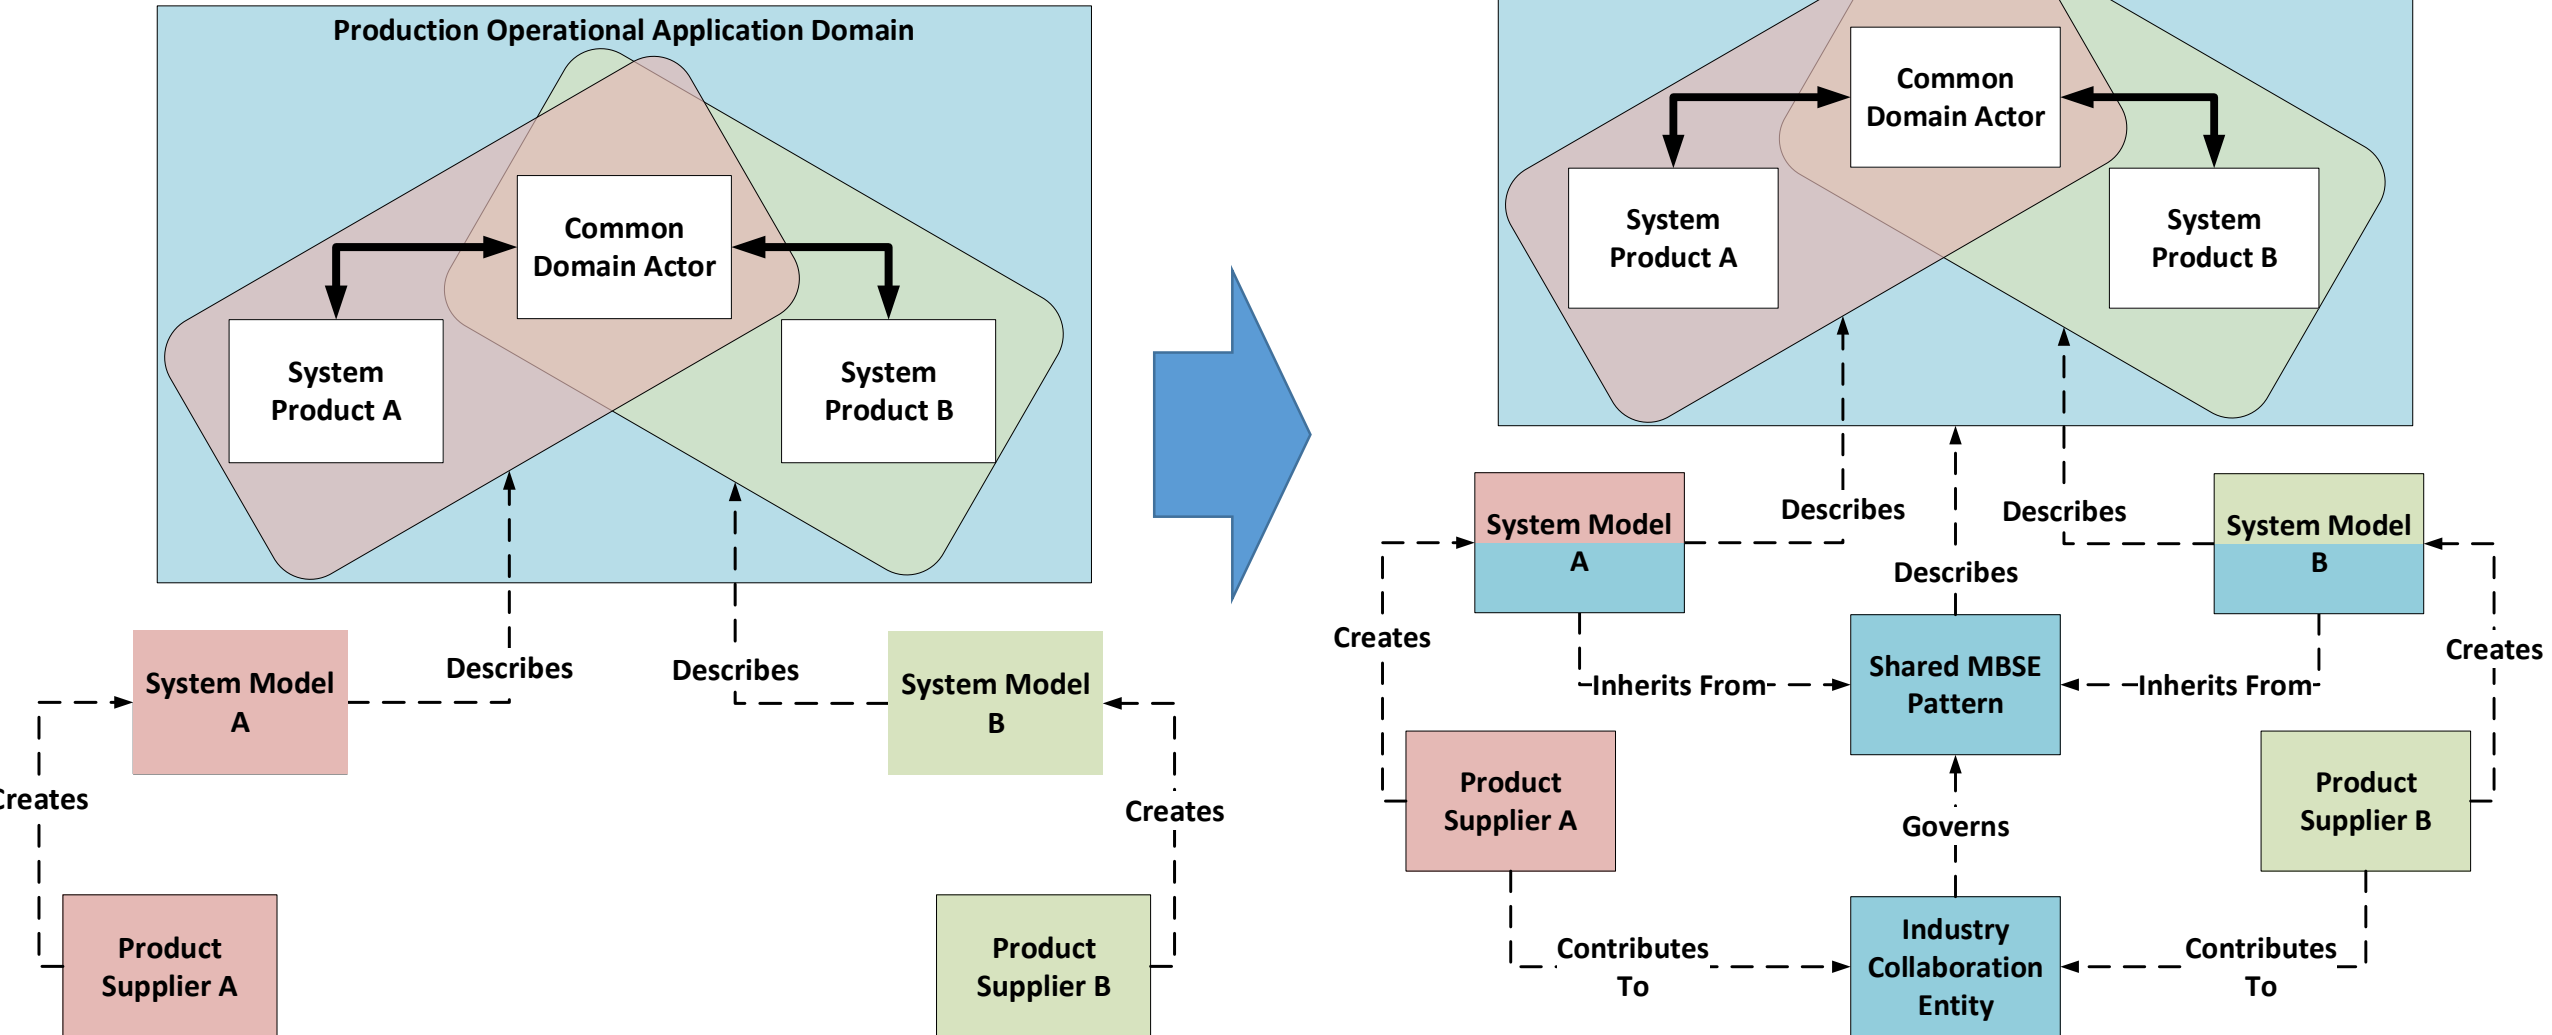 Production Operational Application Domain
Common
Domain Actor
System
Product A
System
Product B
Describes
Describes
System Model
A
System Model
B
Creates
Creates
Product
Supplier A
Product
Supplier B
Common
Domain Actor
System
Product A
System
Product B
System Model
A
Describes
Describes
System Model
B
Describes
Creates
Creates
Inherits From
Shared MBSE
Pattern
Inherits From
Product
Supplier A
Product
Supplier B
Governs
Contributes
To
Industry
Collaboration
Entity
Contributes
To